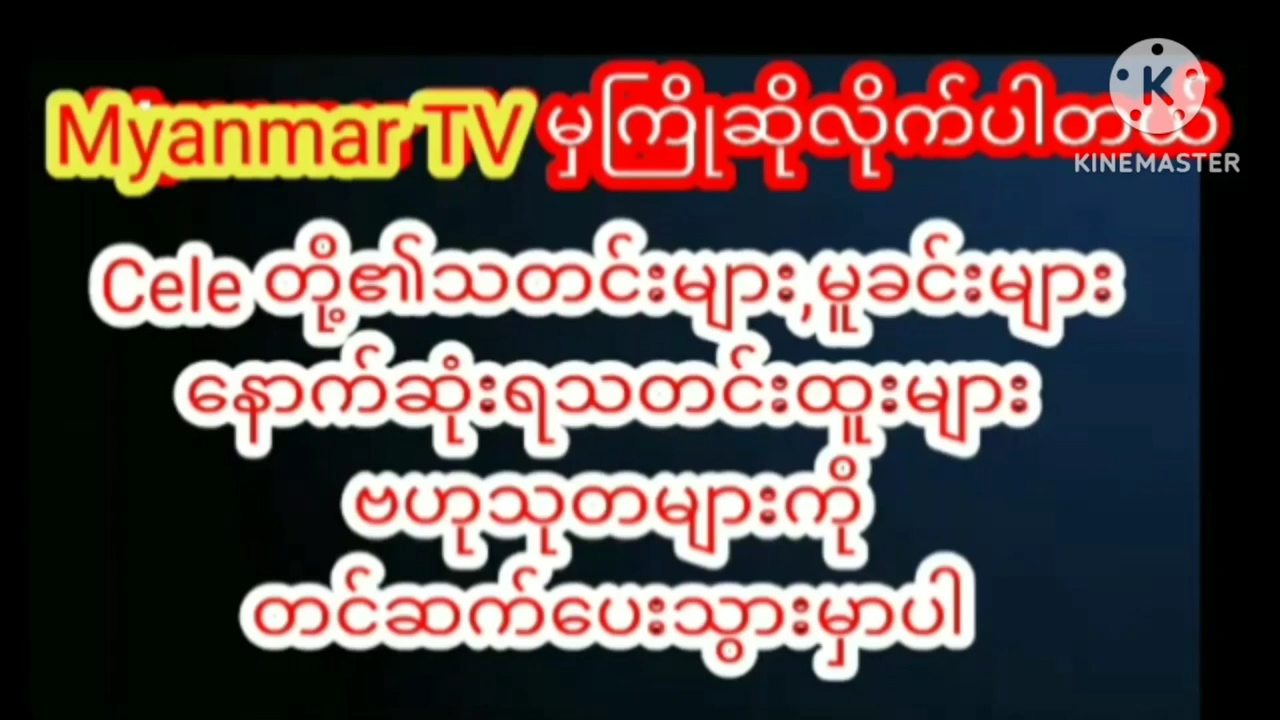 Myanmar TV မှကြိုဆိုလိုက်ပါတယ်
K
KINEMASTER
Cele တို့၏သတင်းများ,မူခင်းများ
နောက်ဆုံးရသတင်းထူးများ
ဗဟုသုတများကို
တင်ဆက်ပေးသွားမှာပါ